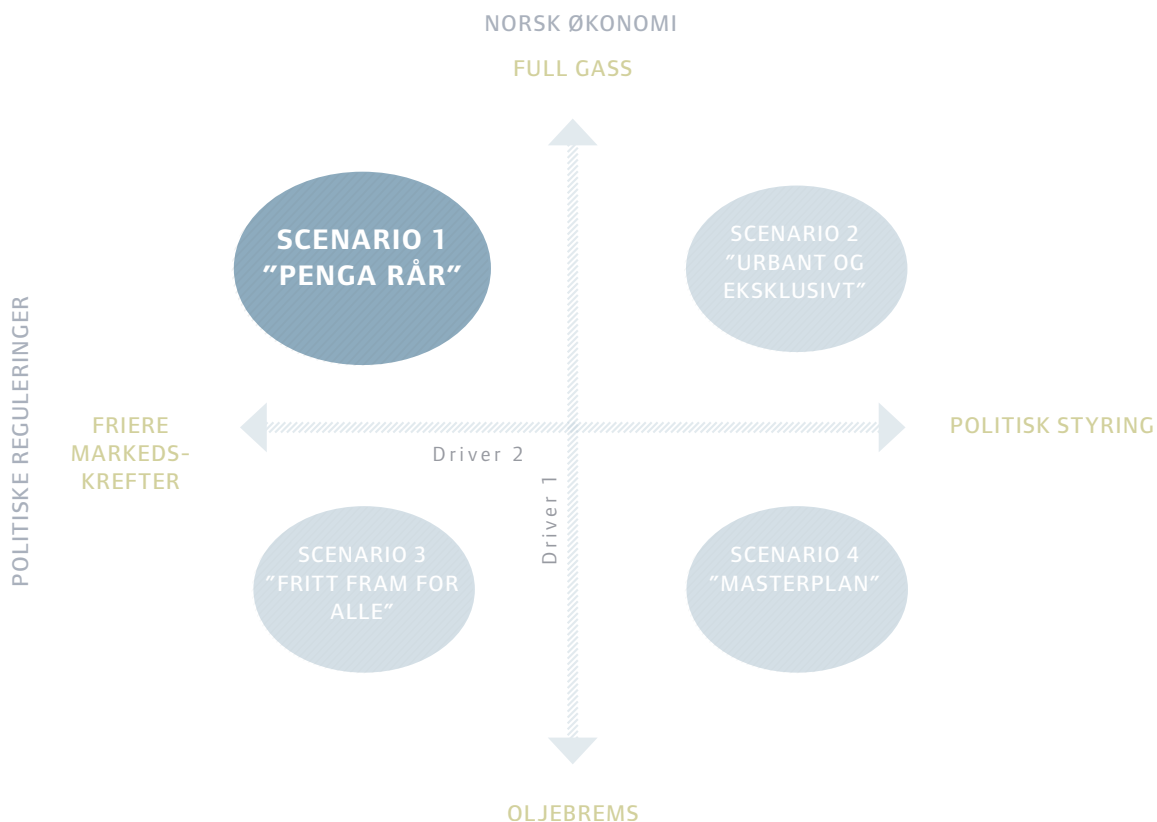 NORSK ØKONOMI
FULL GASS
SCENARIO 1
”PENGA RÅR”
SCENARIO 2
”URBANT OG
EKSKLUSIVT”
POLITISKE REGULERINGER
FRIERE
MARKEDS-
KREFTER
POLITISK STYRING
Driver 2
Driver 1
SCENARIO 3
”FRITT FRAM FOR
ALLE”
SCENARIO 4
”MASTERPLAN”
OLJEBREMS